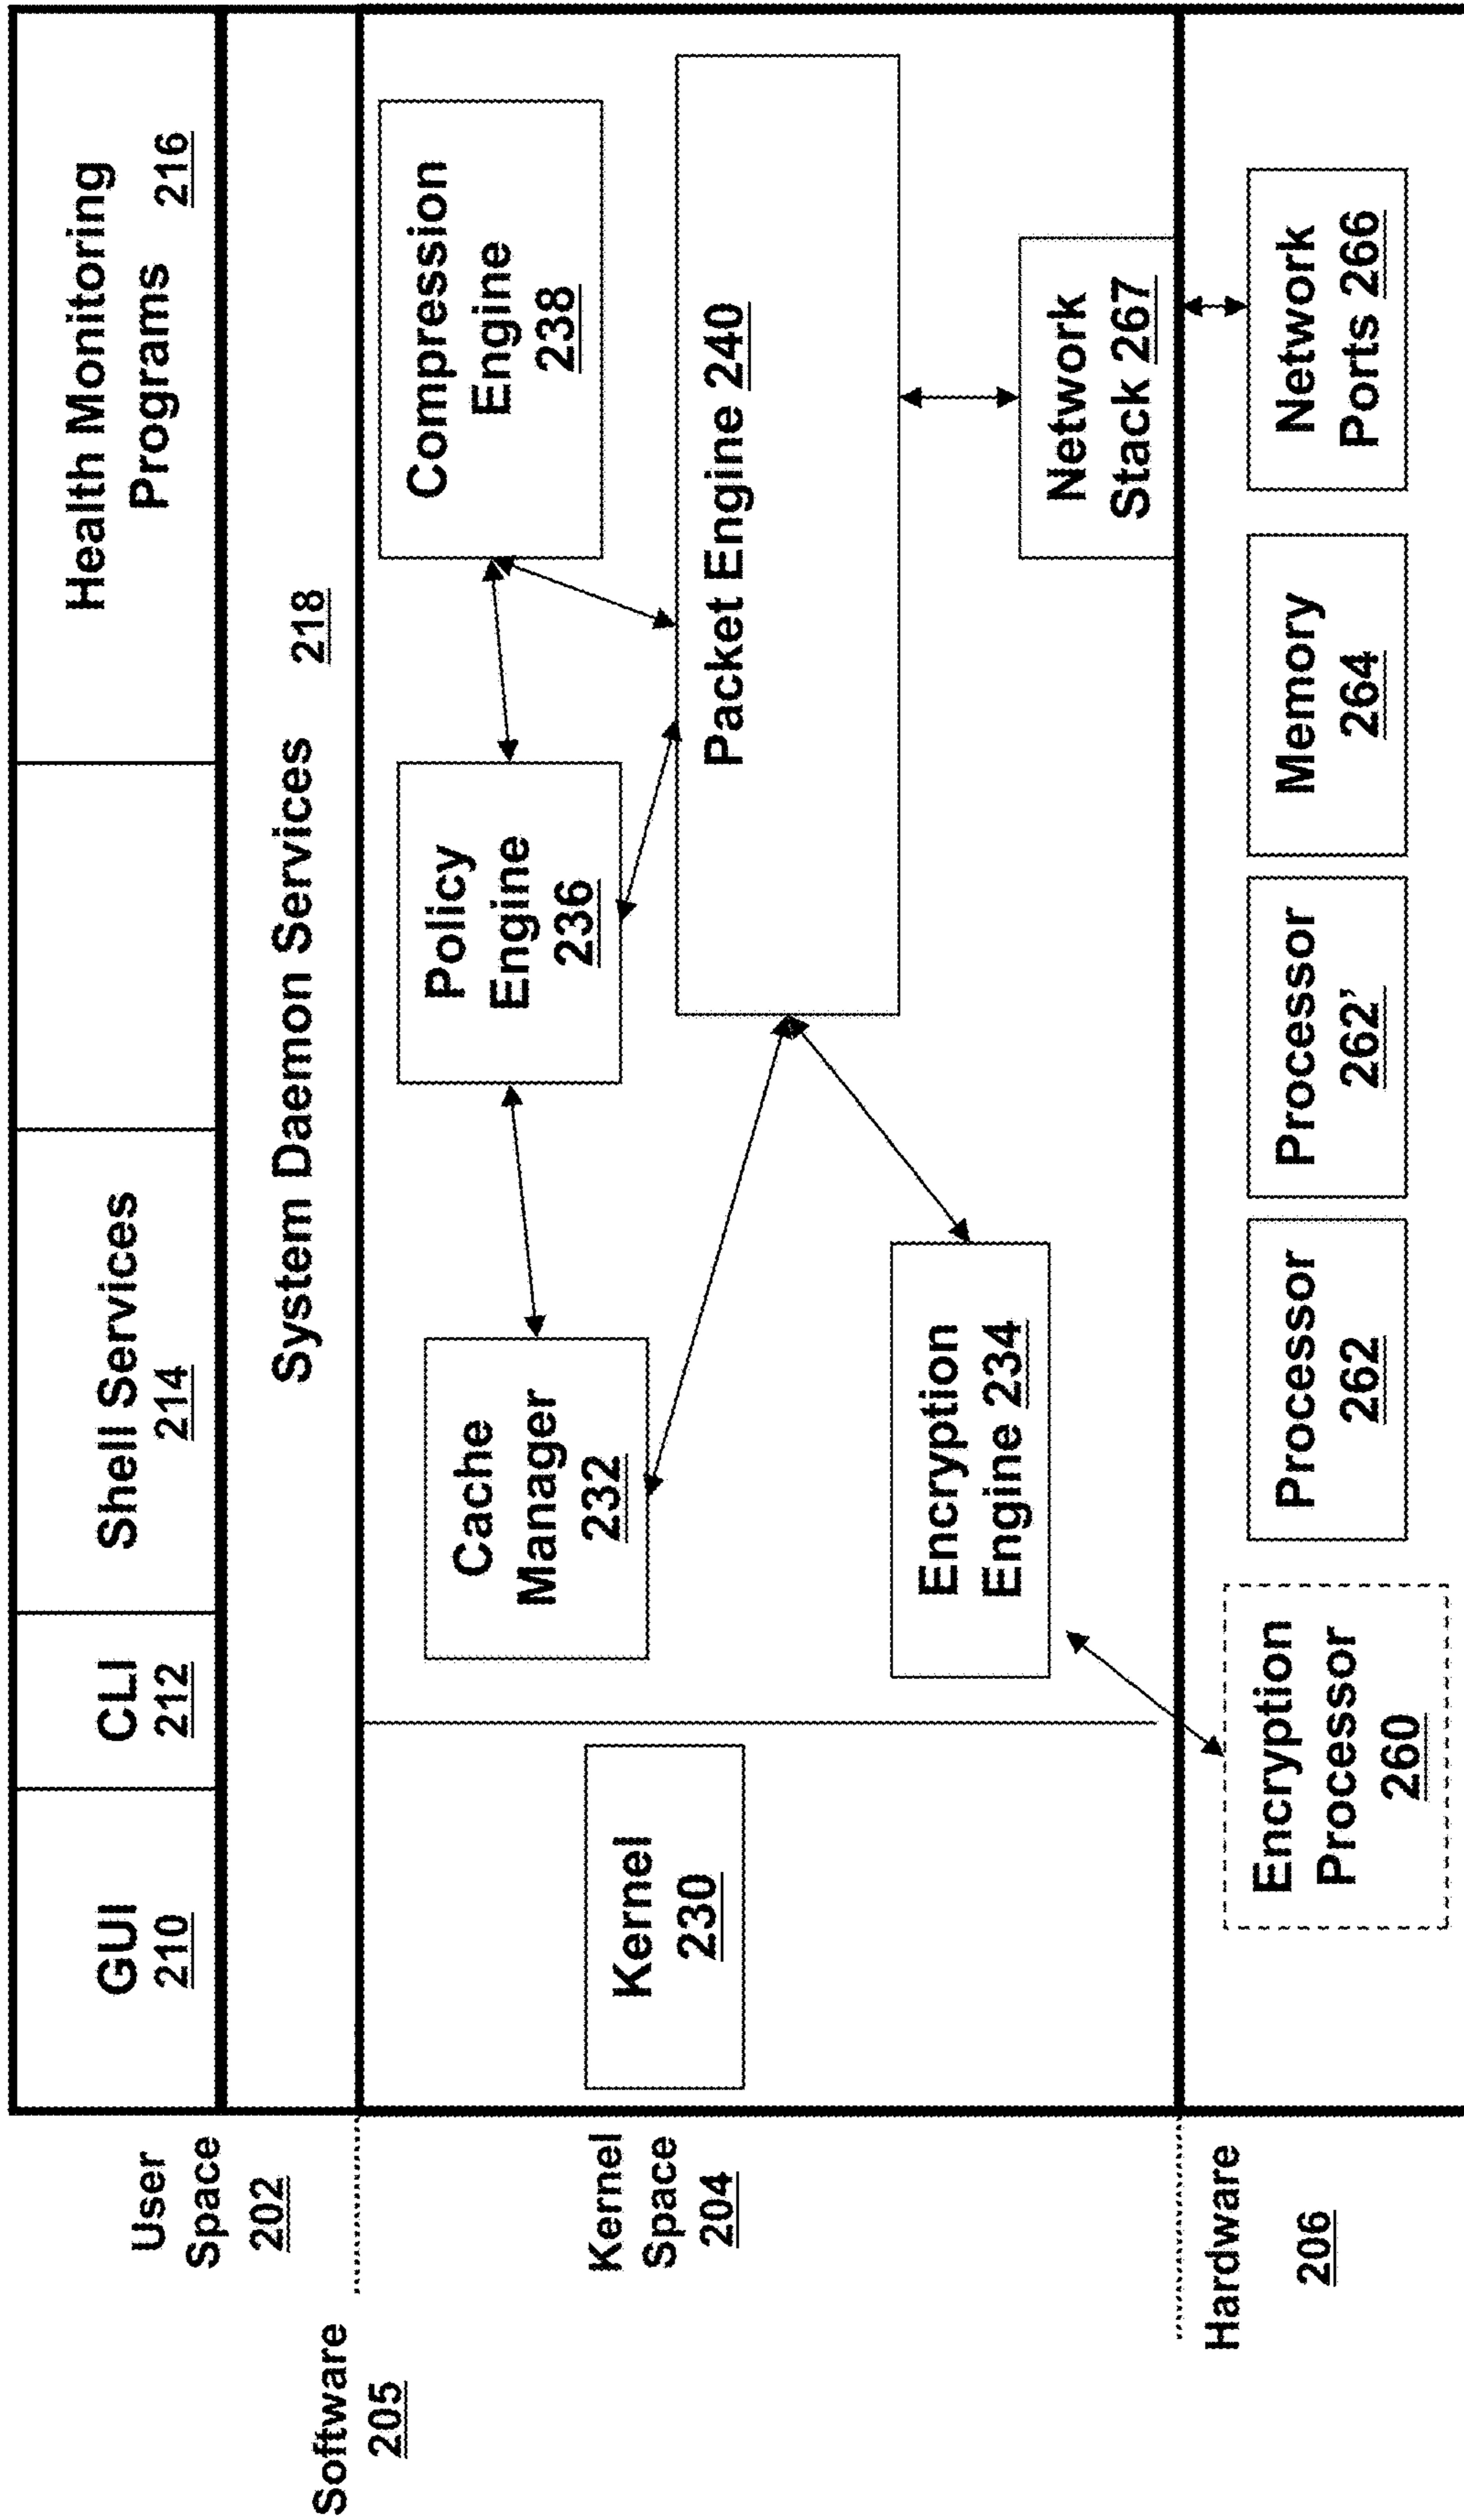 GUI
210
CLI
212
Shell Services
214
Health Monitoring
Programs 216
User
Space
202
System Daemon Services 218
Software
205
Kernel
Space
204
Kernel
230
Cache
Manager
232
Policy
Engine
236
Compression
Engine
238
Packet Engine 240
Encryption
Engine 234
Network
Stack 267
Hardware
206
Encryption
Processor
260
Processor
262
Processor
262’
Memory
264
Network
Ports 266